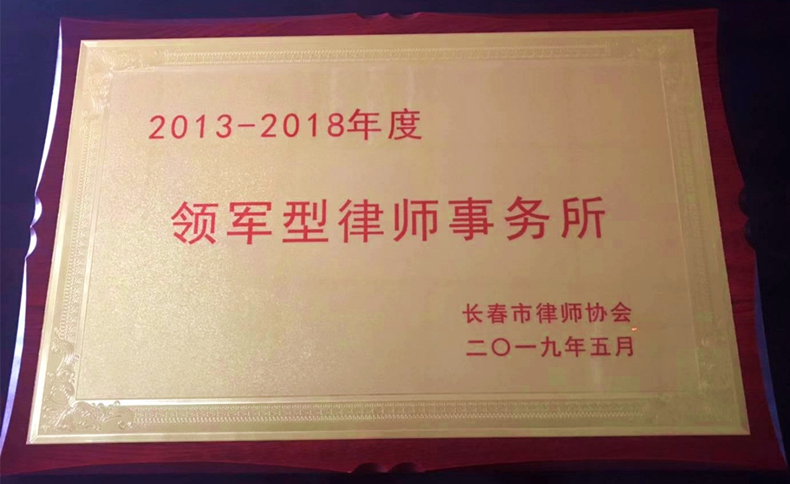 2013-2018年度
领军型律师事务所
长春市律师协会
二〇一九年五月